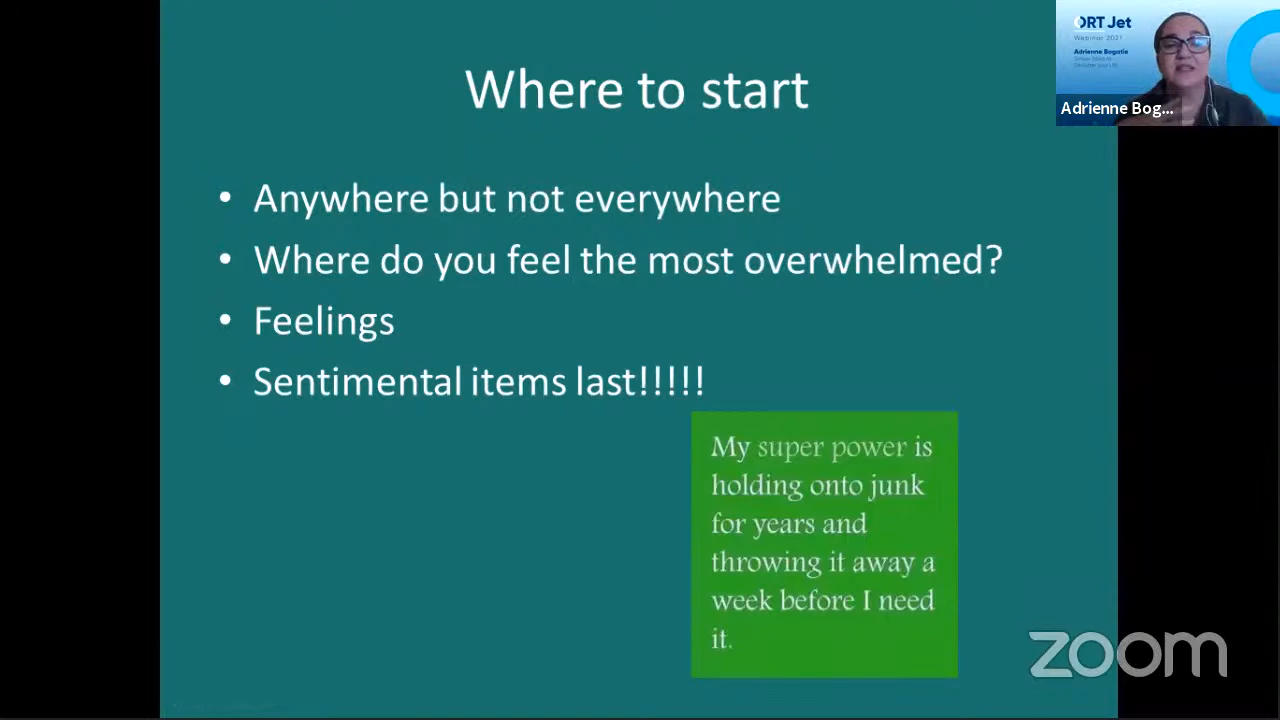 Where to start
• Anywhere but not everywhere
• Where do you feel the most overwhelmed?
• Feelings
• Sentimental items last!!!!!
My super power is
holding onto junk
for years and
throwing it away a
week before I need
it.
ORT Jet
Webinar 2021
Adrienne Bogatie
Adrienne Bog...
zoom